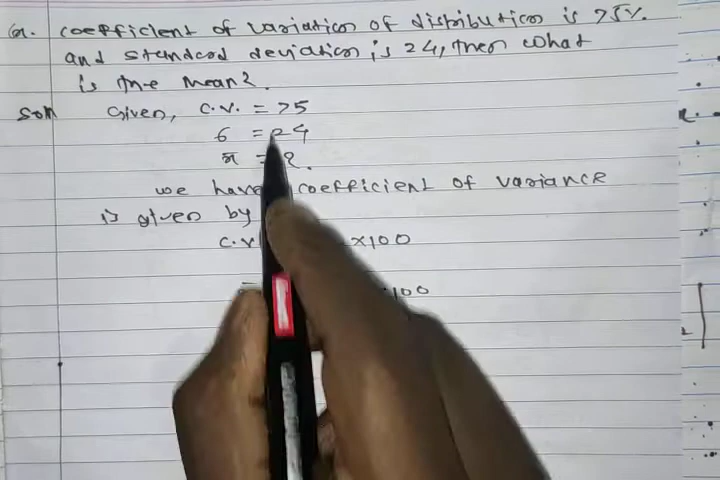 Q. coefficient of variation of distribution is 75%.
and standard deviation is 24, then what
is the mean?
Soln Given, C.V. = 75
σ = 24
x̄ = ?
we have coefficient of variance
is given by
C.V ×100
×100